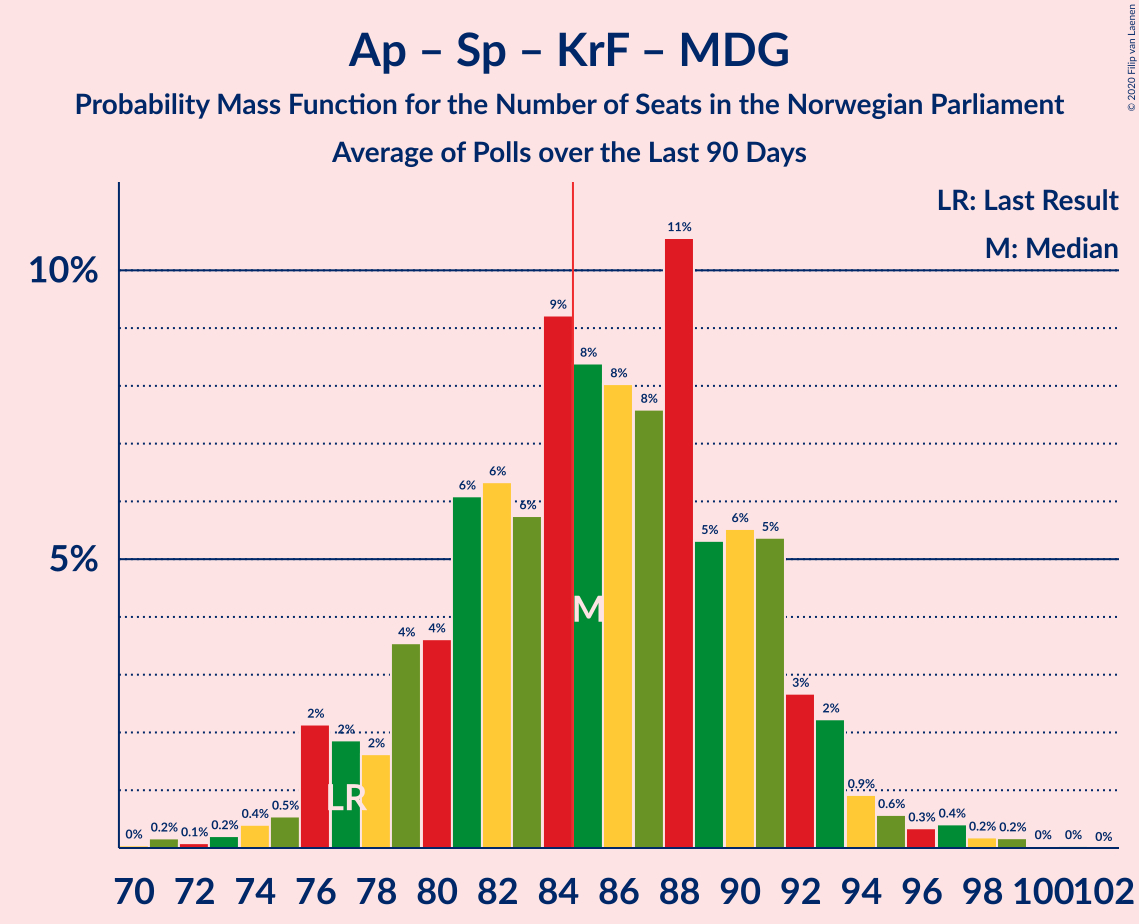 Ap – Sp – KrF – MDG
Probability Mass Function for the Number of Seats in the Norwegian Parliament
Average of Polls over the Last 90 Days
© 2020 Filip van Laenen
LR: Last Result
M: Median
10%
5%
0% 0.2% 0.1% 0.2% 0.4% 0.5% 2% 2% 2% 4% 4% 6% 6% 6% 9% 8% 8% 8% 11% 5% 6% 5% 3% 2% 0.9% 0.6% 0.3% 0.4% 0.2% 0.2% 0% 0% 0%
M
LR
70 72 74 76 78 80 82 84 86 88 90 92 94 96 98 100 102